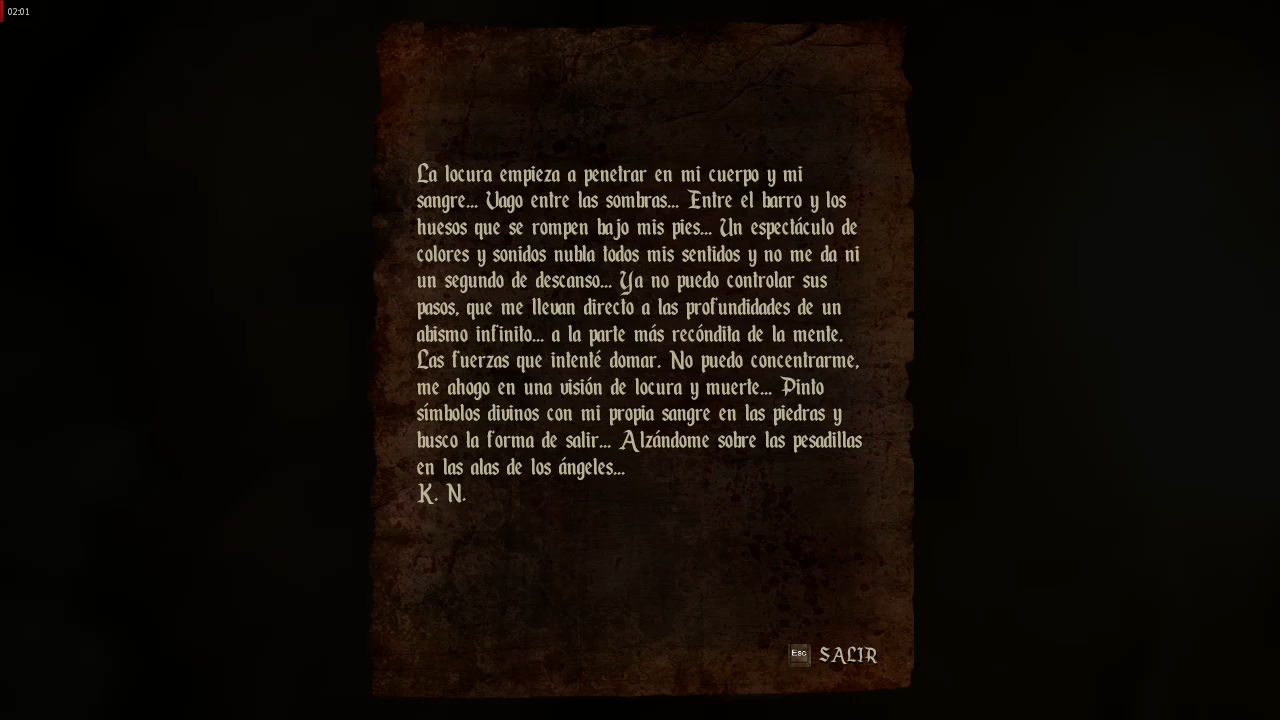 02:01
La locura empieza a penetrar en mi cuerpo y mi
sangre... Vago entre las sombras... Entre el barro y los
huesos que se rompen bajo mis pies... Un espectáculo de
colores y sonidos nubla todos mis sentidos y no me da ni
un segundo de descanso... Ya no puedo controlar sus
pasos, que me llevan directo a las profundidades de un
abismo infinito... a la parte más recóndita de la mente.
Las fuerzas que intenté domar. No puedo concentrarme,
me ahogo en una visión de locura y muerte... Pinto
símbolos divinos con mi propia sangre en las piedras y
busco la forma de salir... Alzándome sobre las pesadillas
en las alas de los ángeles...
K. N.
Esc SALIR